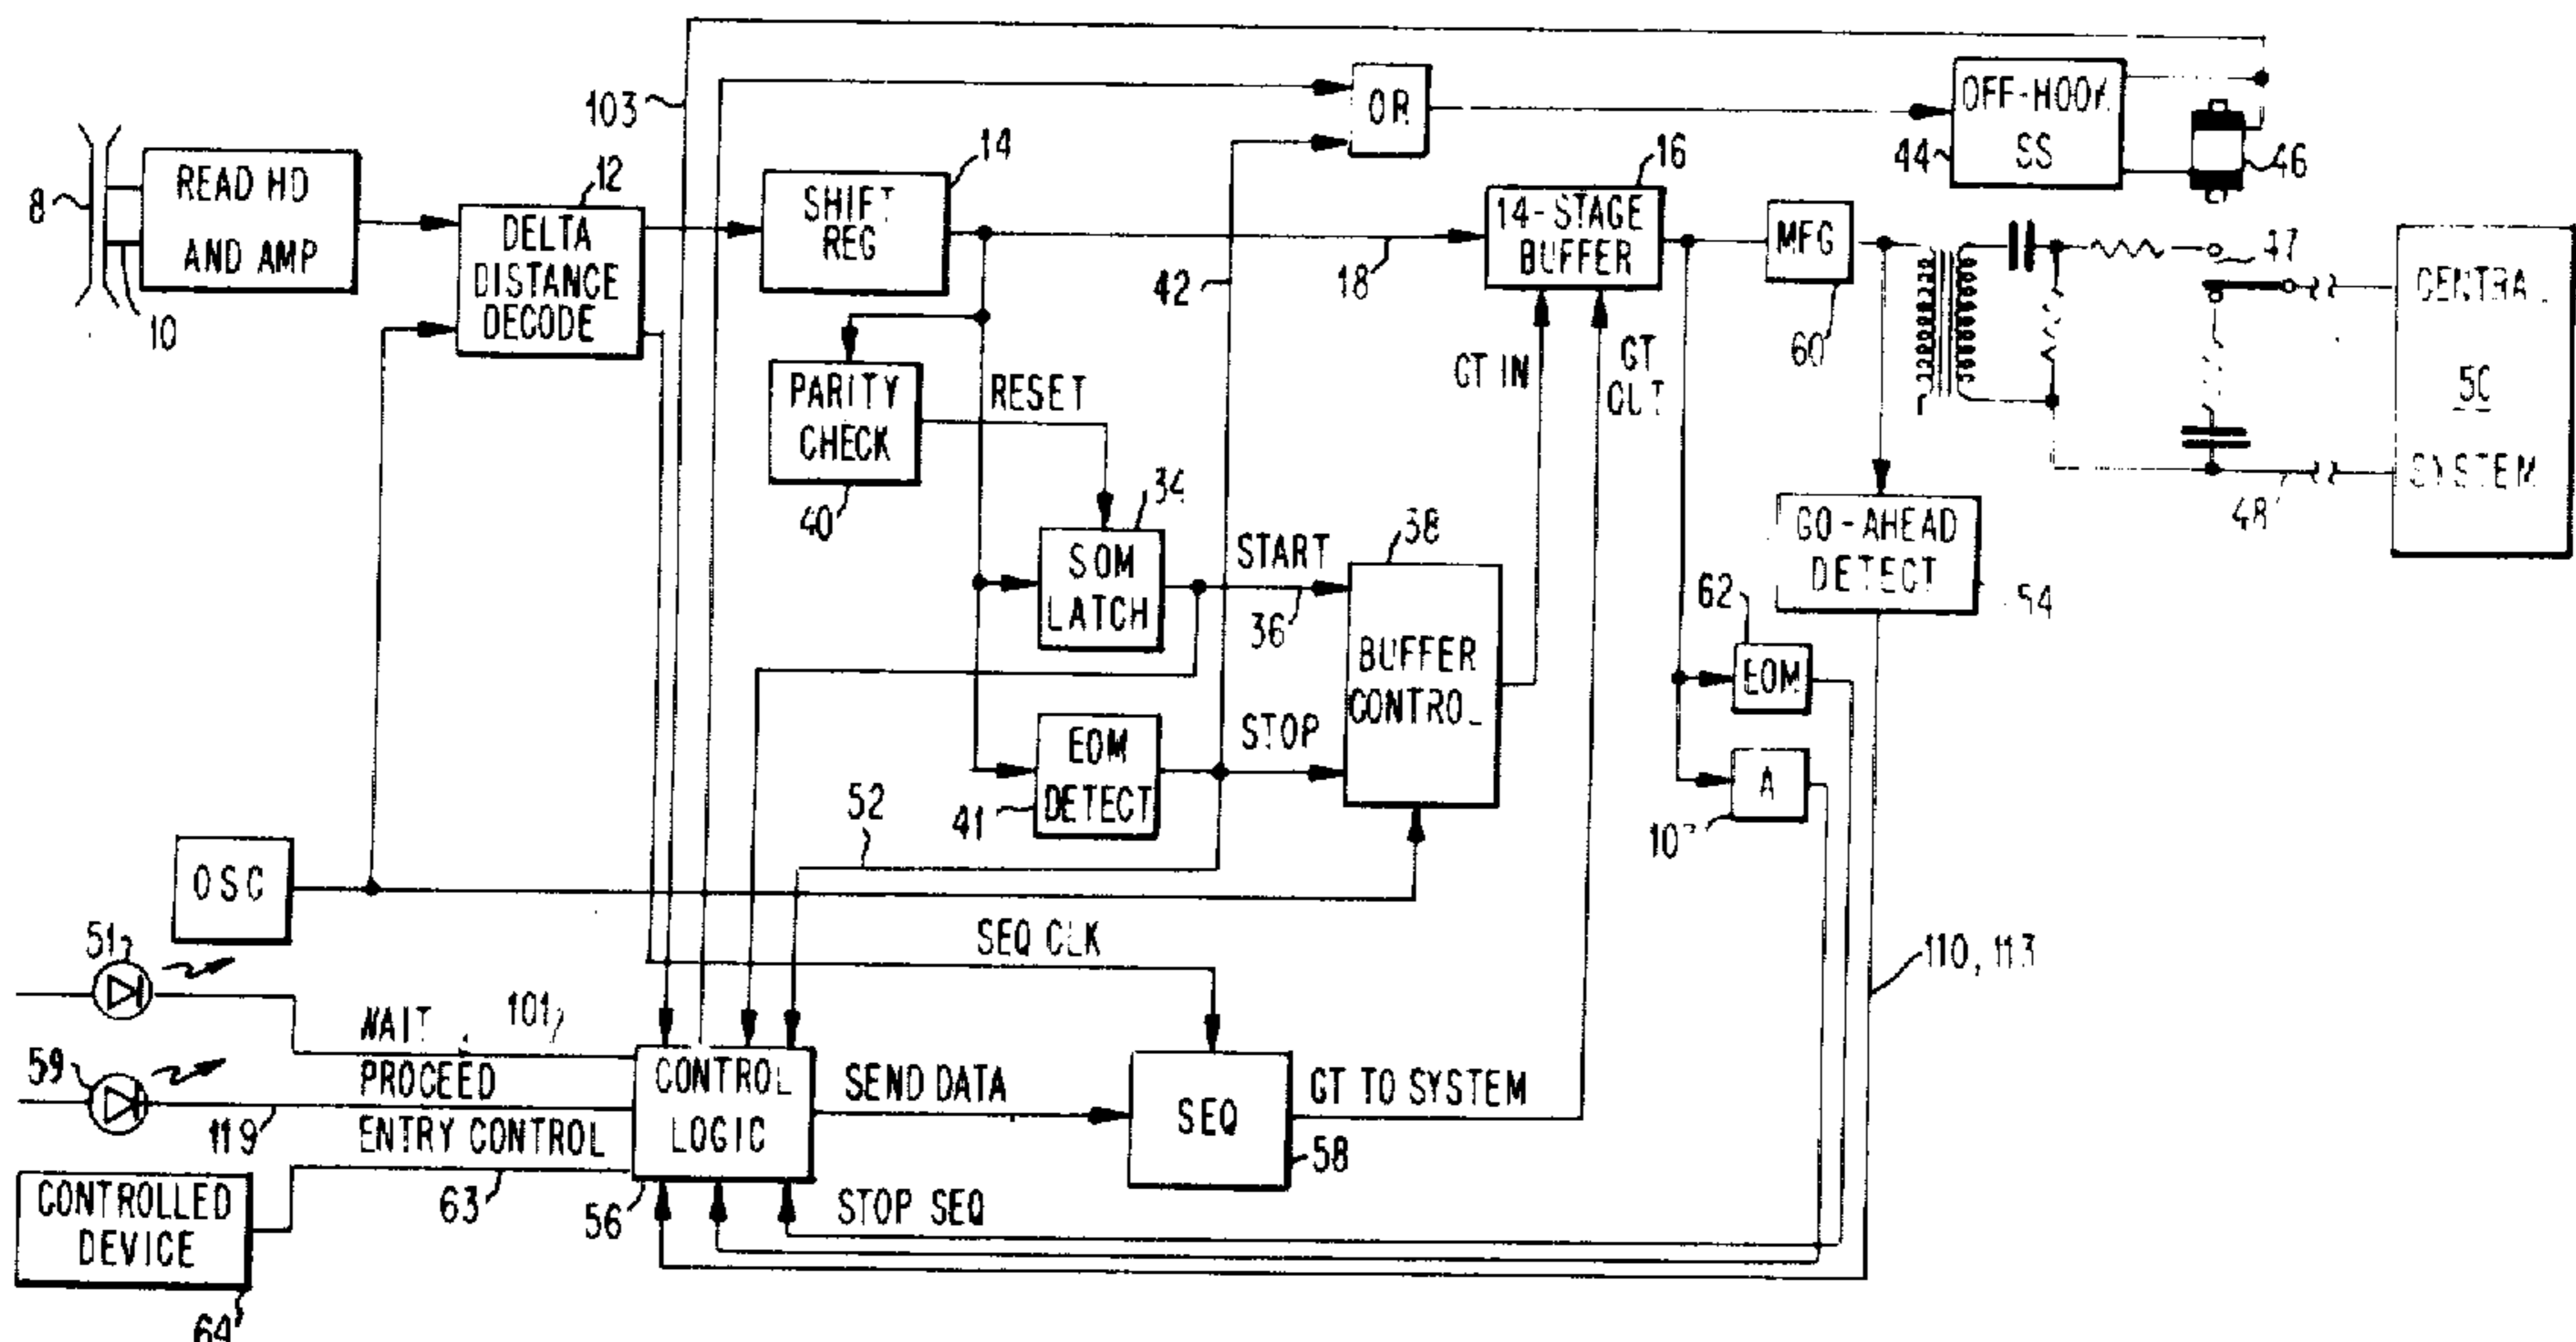 103
OR
OFF-HOOK
SS
44
46
8
READ HD
AND AMP
10
12
DELTA
DISTANCE
DECODE
14
SHIFT
REG
42
18
16
14-STAGE
BUFFER
MFG
60
47
CENTRAL
50
SYSTEM
48
GT IN
GT
OUT
PARITY
CHECK
40
RESET
34
SOM
LATCH
START
36
38
BUFFER
CONTROL
GO-AHEAD
DETECT
54
62
EOM
A
EOM
DETECT
41
STOP
52
OSC
51
SEQ CLK
110, 113
WAIT
101
59
PROCEED
119
ENTRY CONTROL
63
CONTROL
LOGIC
56
SEND DATA
SEQ
58
GT TO SYSTEM
STOP SEQ
CONTROLLED
DEVICE
64